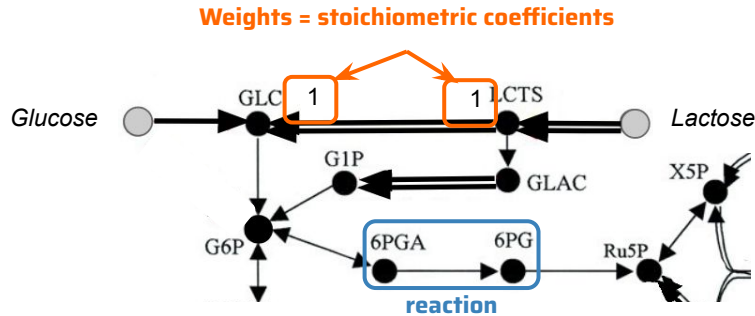 Weights = stoichiometric coefficients
GLC 1 1 LCTS
Glucose Lactose
G1P
GLAC X5P
G6P 6PGA 6PG Ru5P
reaction